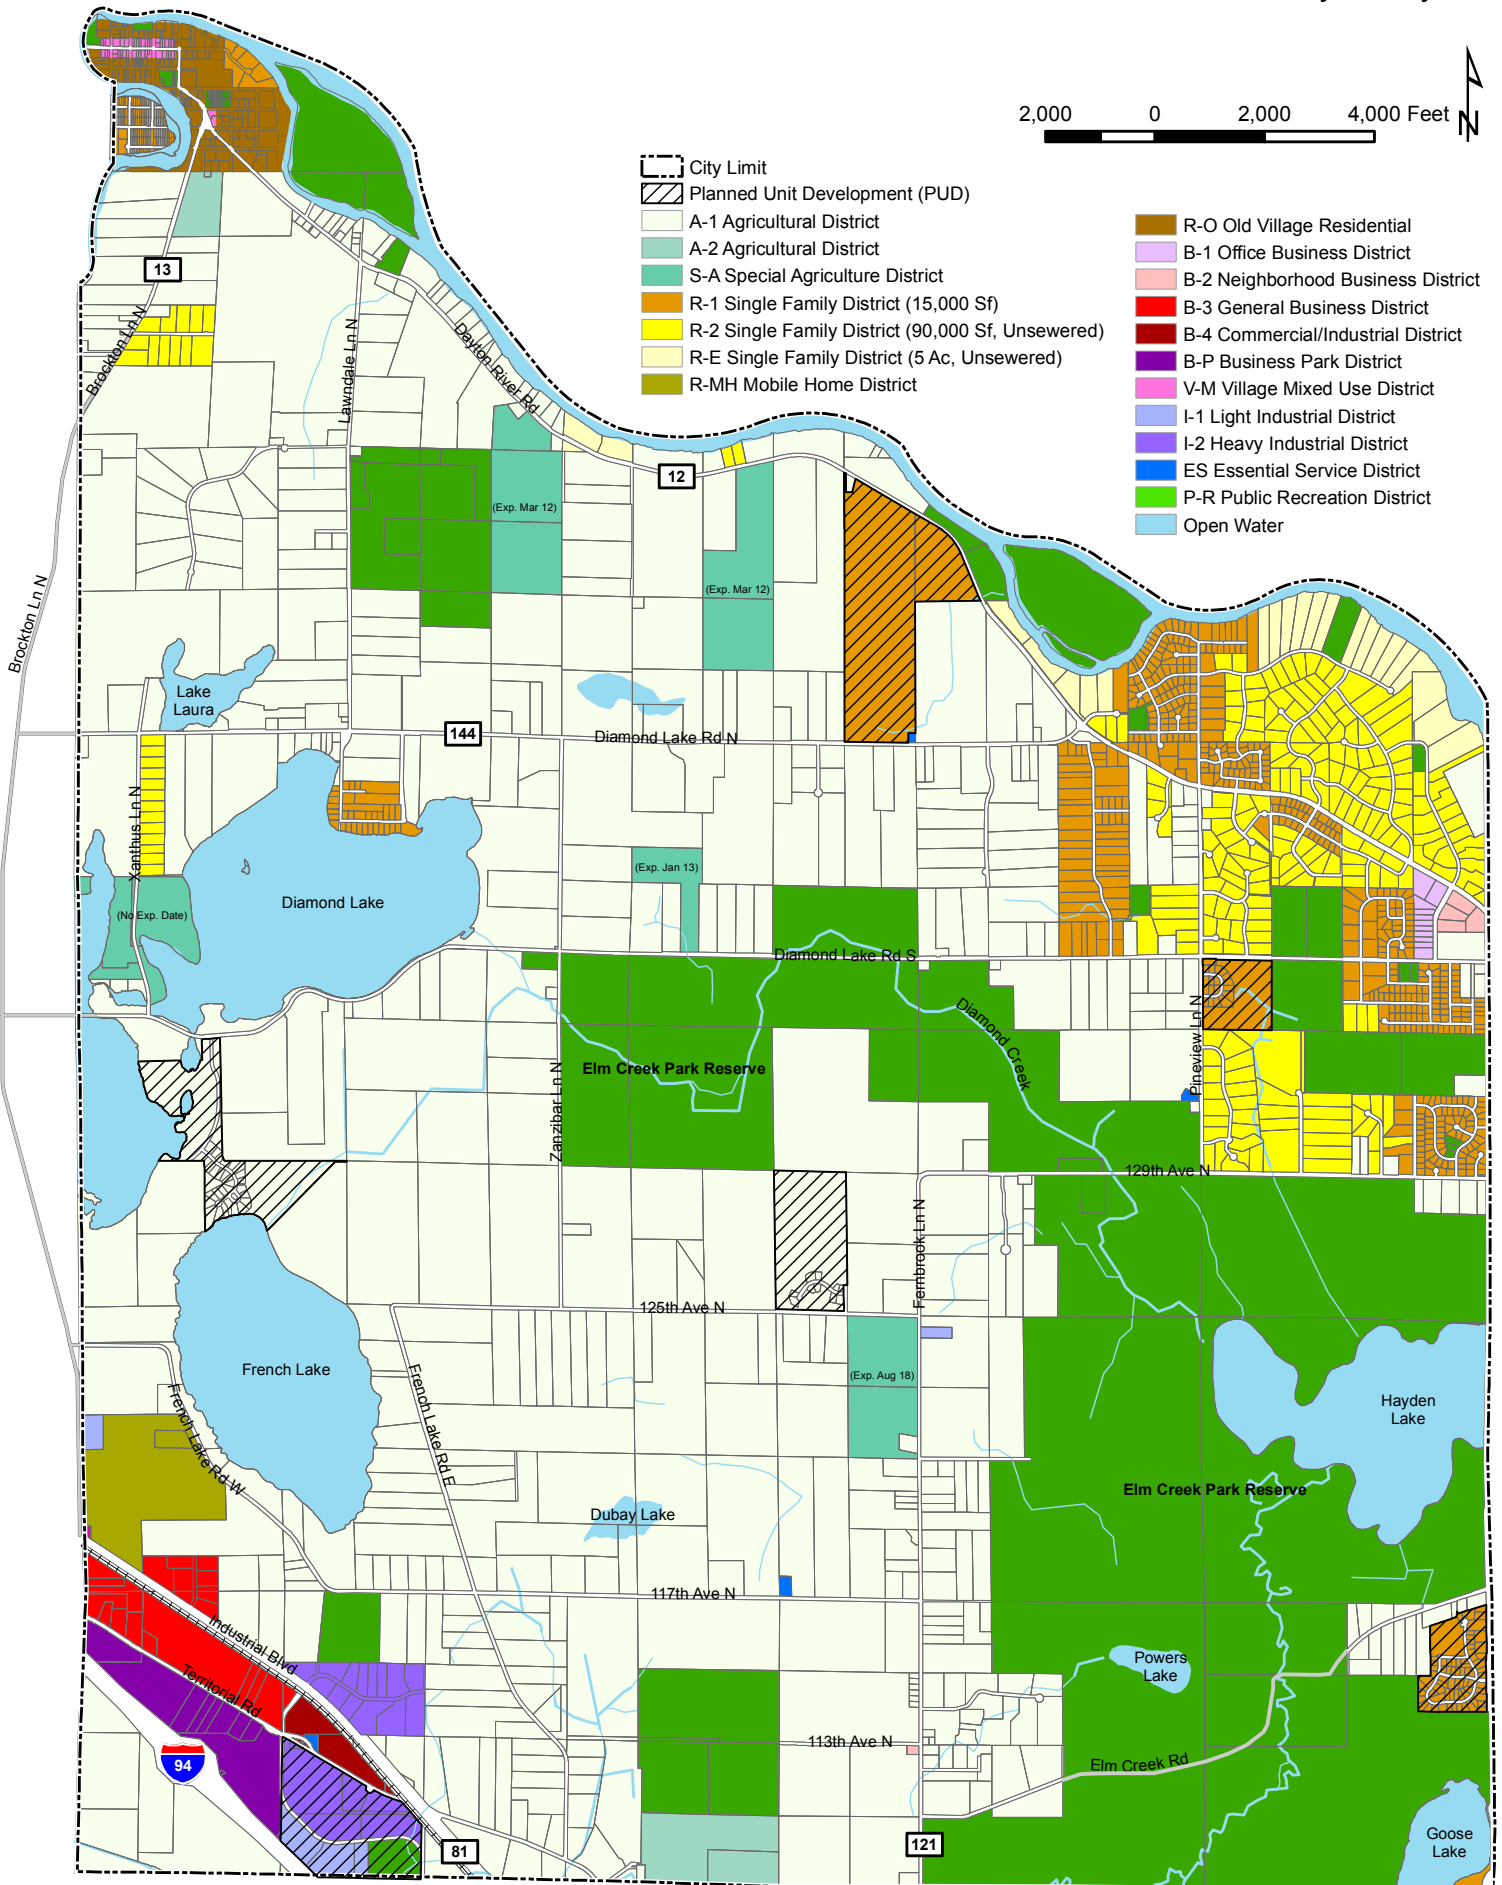 2,000
0
2,000
4,000 Feet
N
City Limit
Planned Unit Development (PUD)
A-1 Agricultural District
A-2 Agricultural District
S-A Special Agriculture District
R-1 Single Family District (15,000 Sf)
R-2 Single Family District (90,000 Sf, Unsewered)
R-E Single Family District (5 Ac, Unsewered)
R-MH Mobile Home District
R-O Old Village Residential
B-1 Office Business District
B-2 Neighborhood Business District
B-3 General Business District
B-4 Commercial/Industrial District
B-P Business Park District
V-M Village Mixed Use District
I-1 Light Industrial District
I-2 Heavy Industrial District
ES Essential Service District
P-R Public Recreation District
Open Water
13
Brockton Ln N
Lawndale Ln N
Dayton River Rd
12
(Exp. Mar 12)
(Exp. Mar 12)
Brockton Ln N
Lake
Laura
144
Diamond Lake Rd N
Xanthus Ln N
(Exp. Jan 13)
(No Exp. Date)
Diamond Lake
Diamond Lake Rd S
Diamond Creek
Pineview Ln N
Elm Creek Park Reserve
Zanzibar Ln N
129th Ave N
Fernbrook Ln N
125th Ave N
French Lake
French Lake Rd E
(Exp. Aug 18)
Hayden
Lake
French Lake Rd W
Elm Creek Park Reserve
Dubay Lake
117th Ave N
Industrial Blvd
Territorial Rd
Powers
Lake
113th Ave N
Elm Creek Rd
94
81
121
Goose
Lake